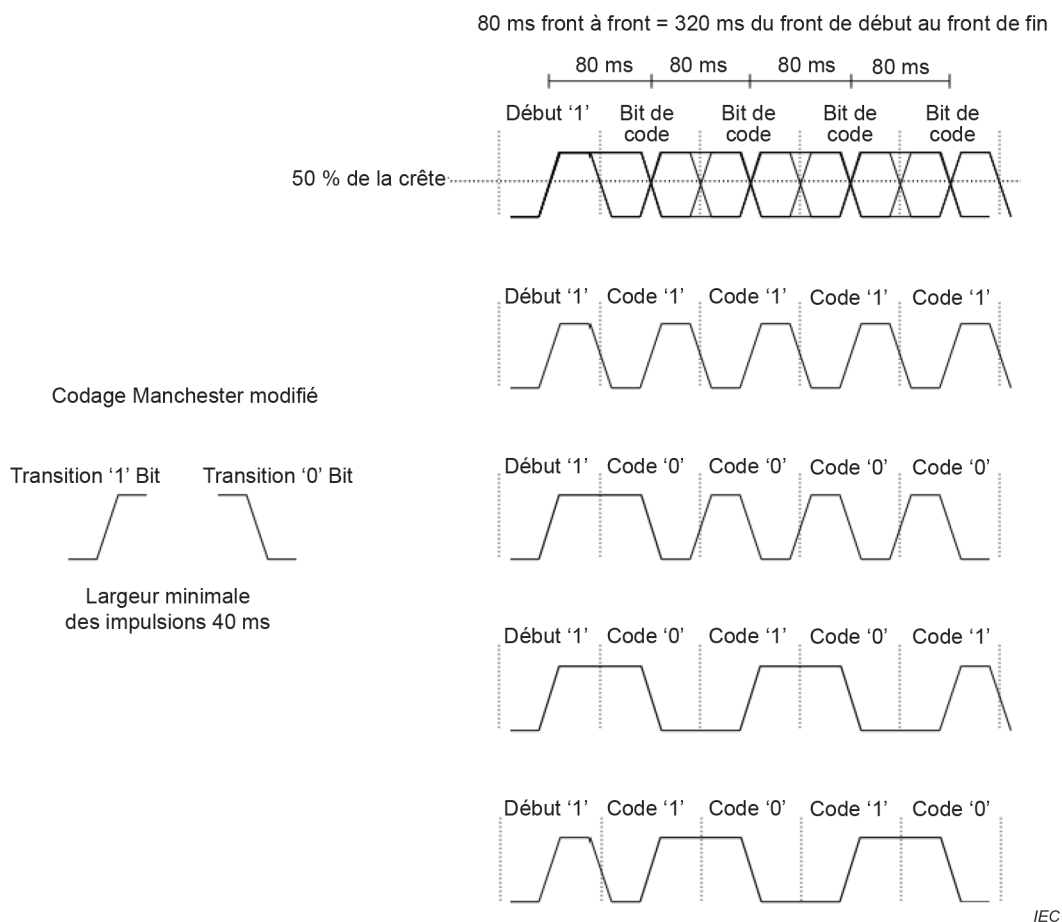 80 ms front à front = 320 ms du front de début au front de fin
80 ms 80 ms 80 ms 80 ms
Début ‘1’ Bit de code Bit de code Bit de code Bit de code
50 % de la crête
Début ‘1’ Code ‘1’ Code ‘1’ Code ‘1’ Code ‘1’
Codage Manchester modifié
Transition ‘1’ Bit Transition ‘0’ Bit
Largeur minimale
des impulsions 40 ms
Début ‘1’ Code ‘0’ Code ‘0’ Code ‘0’ Code ‘0’
Début ‘1’ Code ‘0’ Code ‘1’ Code ‘0’ Code ‘1’
Début ‘1’ Code ‘1’ Code ‘0’ Code ‘1’ Code ‘0’
IEC